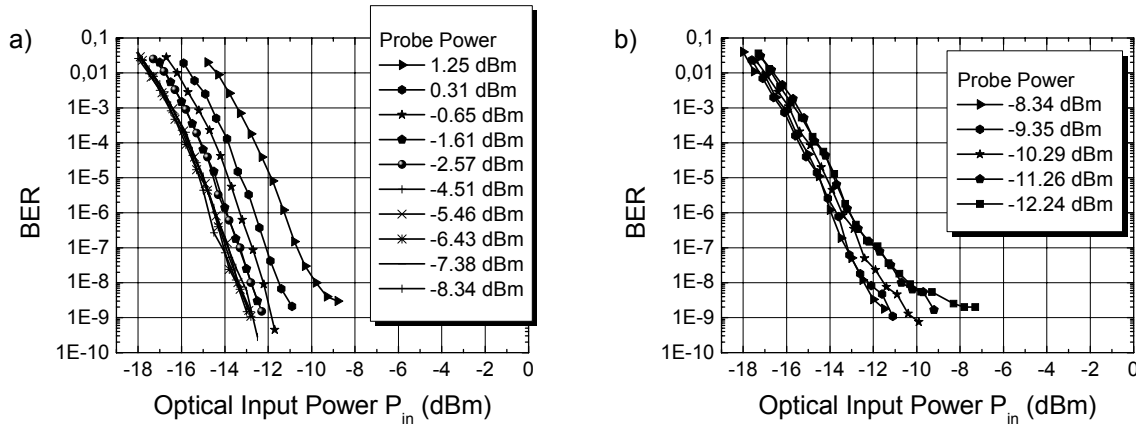 a)
BER
0,1
0,01
1E-3
1E-4
1E-5
1E-6
1E-7
1E-8
1E-9
1E-10
-18 -16 -14 -12 -10 -8 -6 -4 -2 0
Optical Input Power Pin (dBm)
Probe Power
1.25 dBm
0.31 dBm
-0.65 dBm
-1.61 dBm
-2.57 dBm
-4.51 dBm
-5.46 dBm
-6.43 dBm
-7.38 dBm
-8.34 dBm
b)
BER
0,1
0,01
1E-3
1E-4
1E-5
1E-6
1E-7
1E-8
1E-9
1E-10
-18 -16 -14 -12 -10 -8 -6 -4 -2 0
Optical Input Power Pin (dBm)
Probe Power
-8.34 dBm
-9.35 dBm
-10.29 dBm
-11.26 dBm
-12.24 dBm